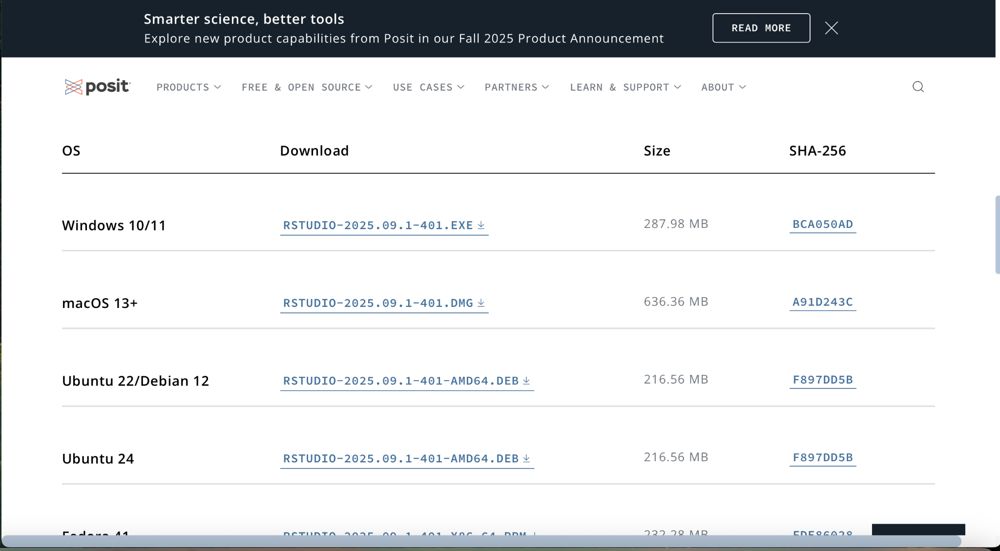 Smarter science, better tools
Explore new product capabilities from Posit in our Fall 2025 Product Announcement
READ MORE
posit
PRODUCTS FREE & OPEN SOURCE USE CASES PARTNERS LEARN & SUPPORT ABOUT
OS Download Size SHA-256
Windows 10/11 RSTUDIO-2025.09.1-401.EXE 287.98 MB BCA050AD
macOS 13+ RSTUDIO-2025.09.1-401.DMG 636.36 MB A91D243C
Ubuntu 22/Debian 12 RSTUDIO-2025.09.1-401-AMD64.DEB 216.56 MB F897DD5B
Ubuntu 24 RSTUDIO-2025.09.1-401-AMD64.DEB 216.56 MB F897DD5B
Fedora 41 232.28 MB